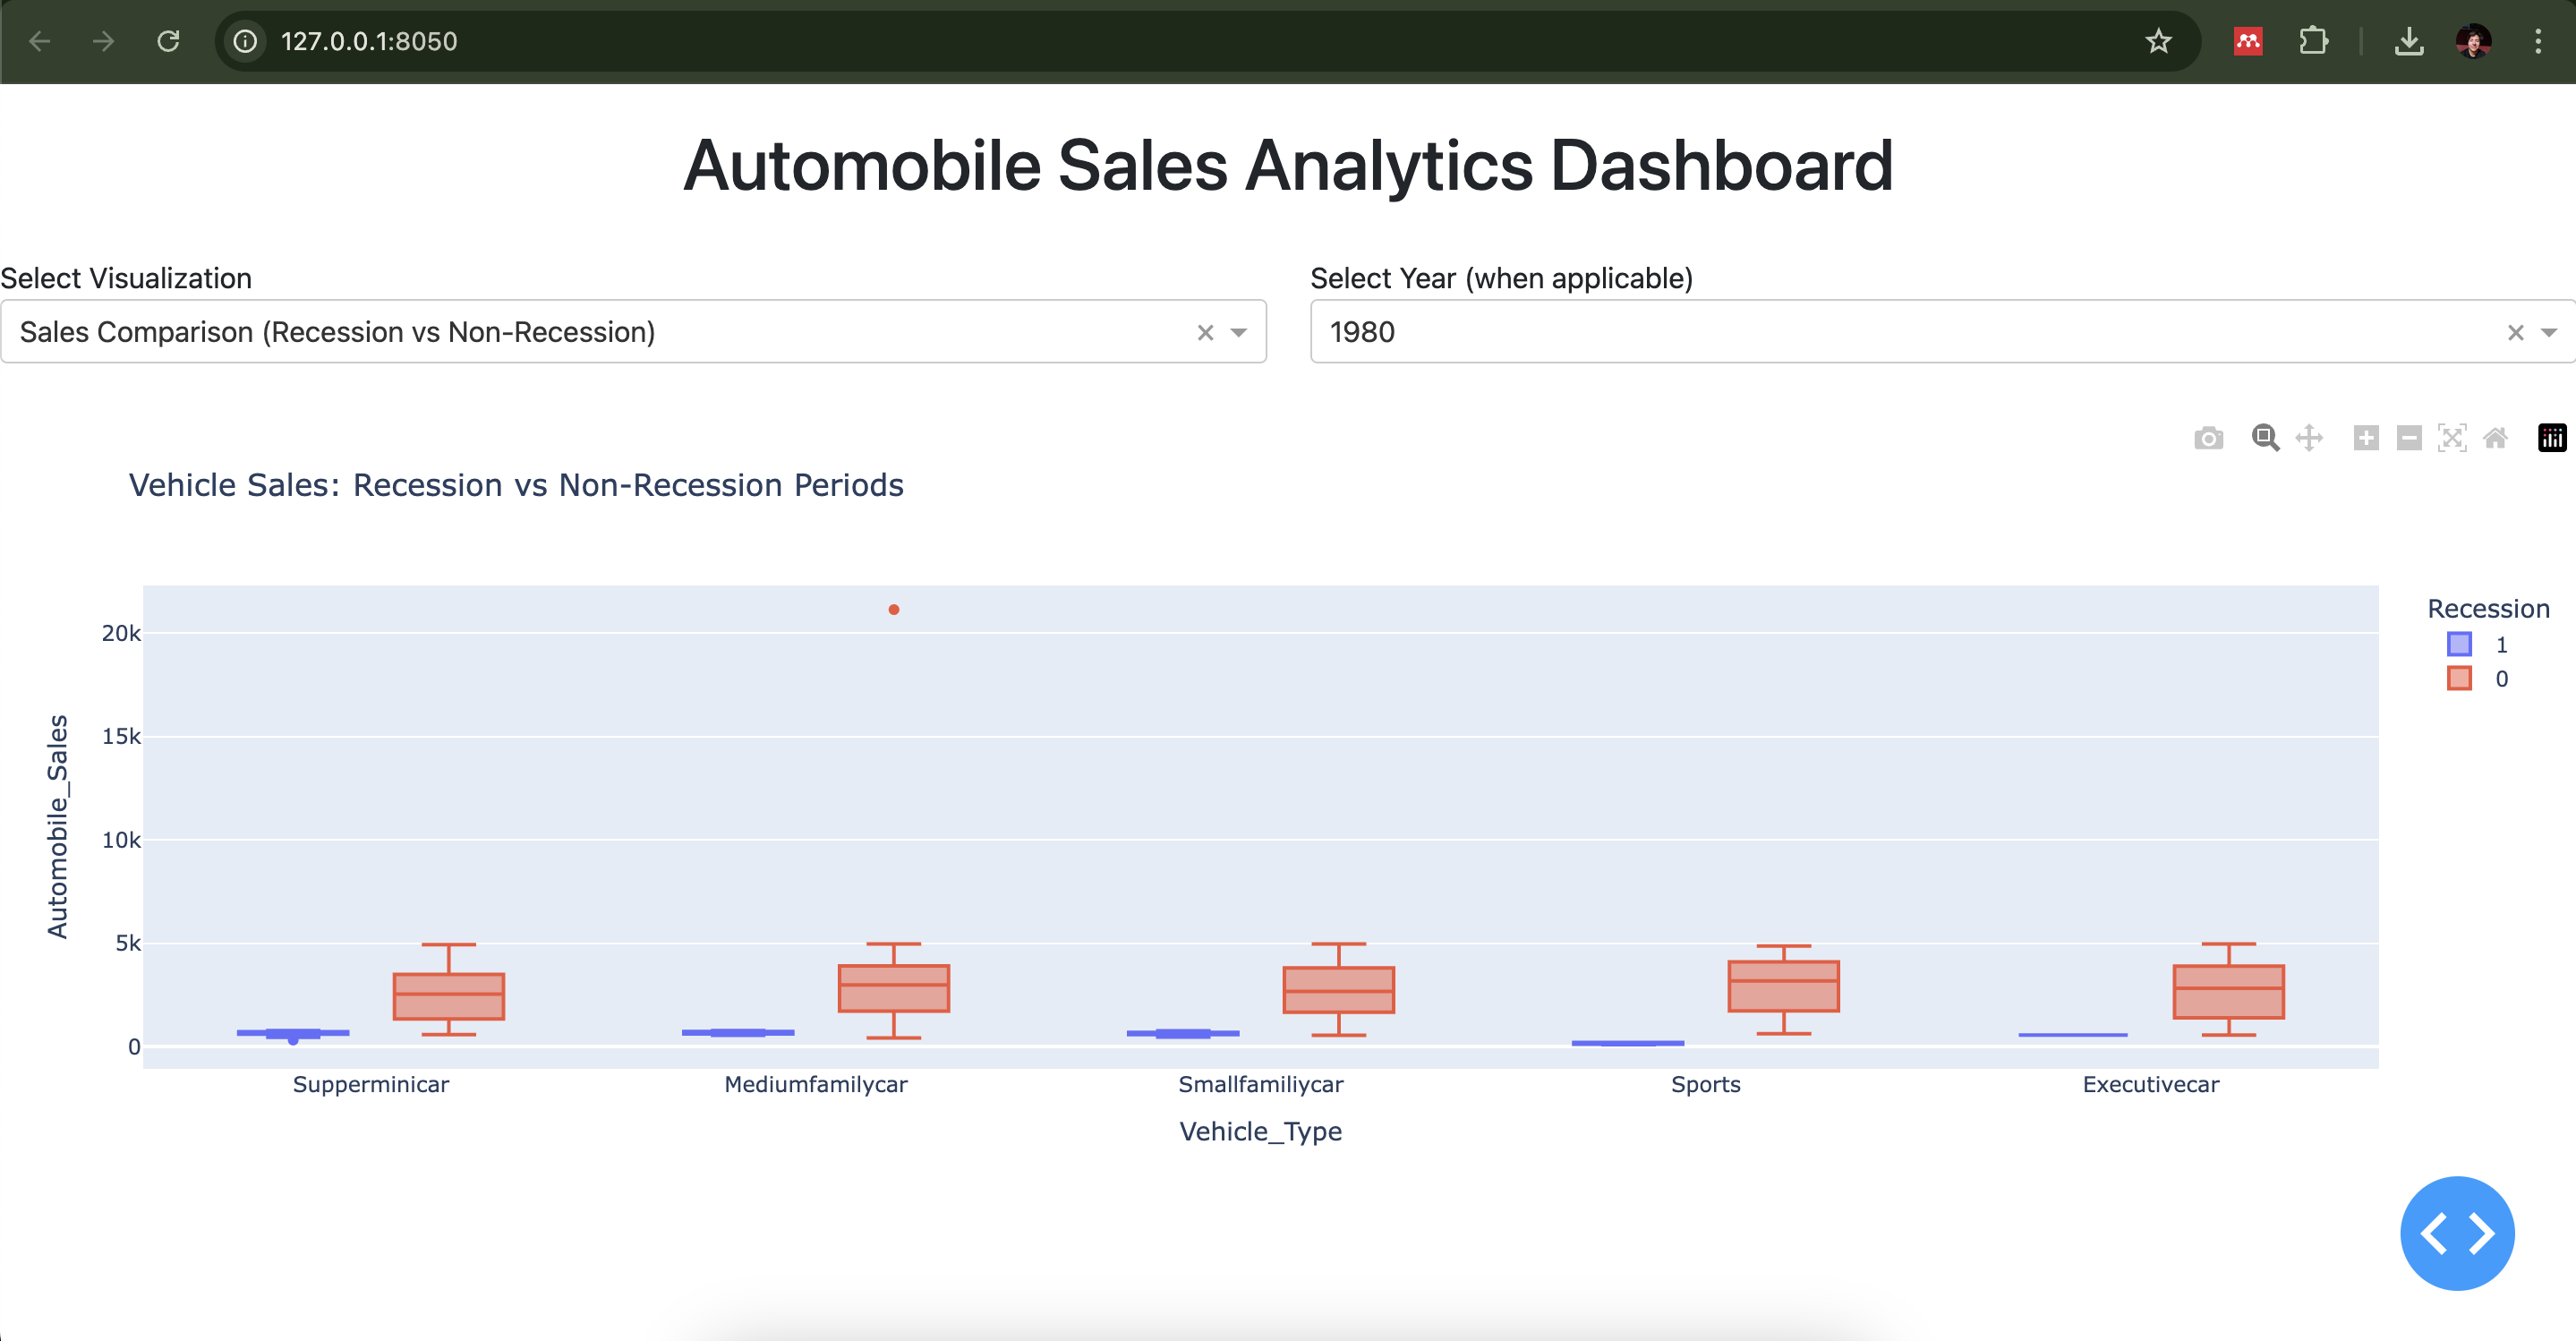 127.0.0.1:8050
Automobile Sales Analytics Dashboard
Select Visualization
Select Year (when applicable)
Sales Comparison (Recession vs Non-Recession)
1980
Vehicle Sales: Recession vs Non-Recession Periods
Recession
1
0
20k
15k
10k
5k
0
Automobile_Sales
Supperminicar
Mediumfamilycar
Smallfamiliycar
Sports
Executivecar
Vehicle_Type